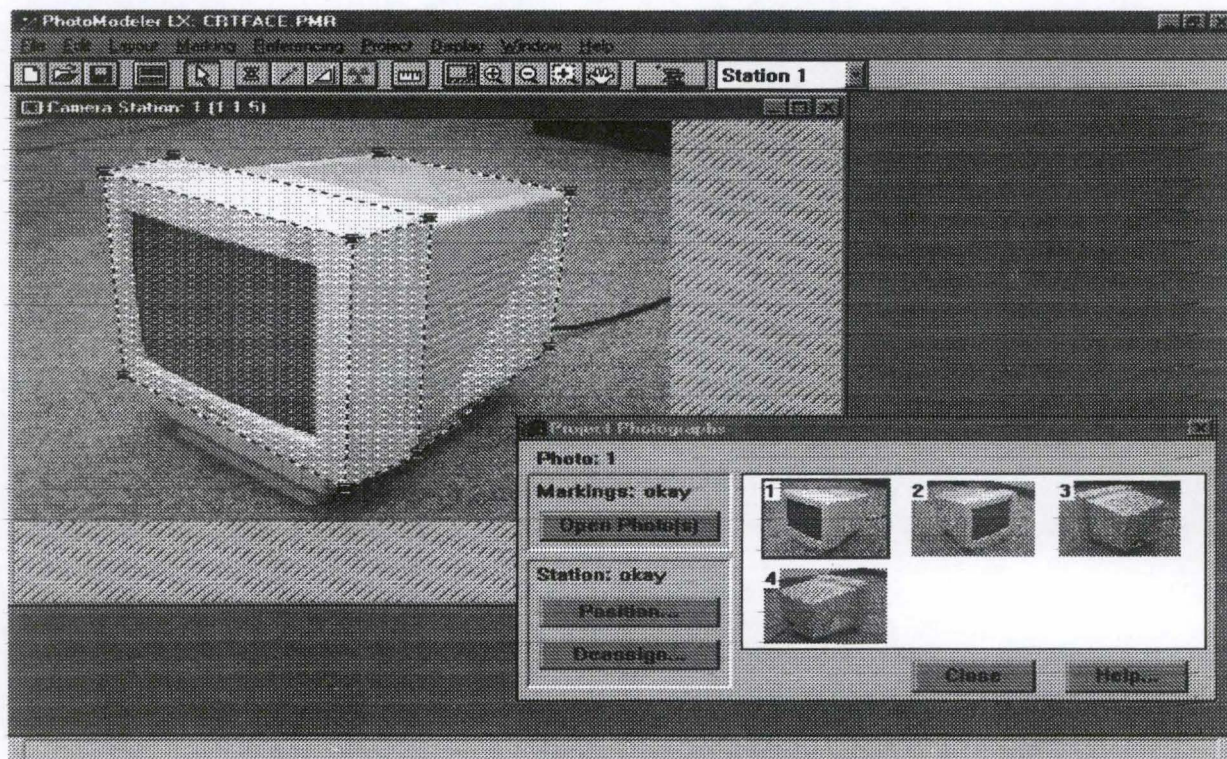 PhotoModeler LX: CRTFACE.PMR
File Edit Layout Marking Referencing Project Display Window Help
Station 1
Camera Station: 1 (1:1.5)
Project Photographs
Photo: 1
Markings: okay
Open Photo(s)
Station: okay
Position...
Deassign...
1
2
3
4
Close
Help...